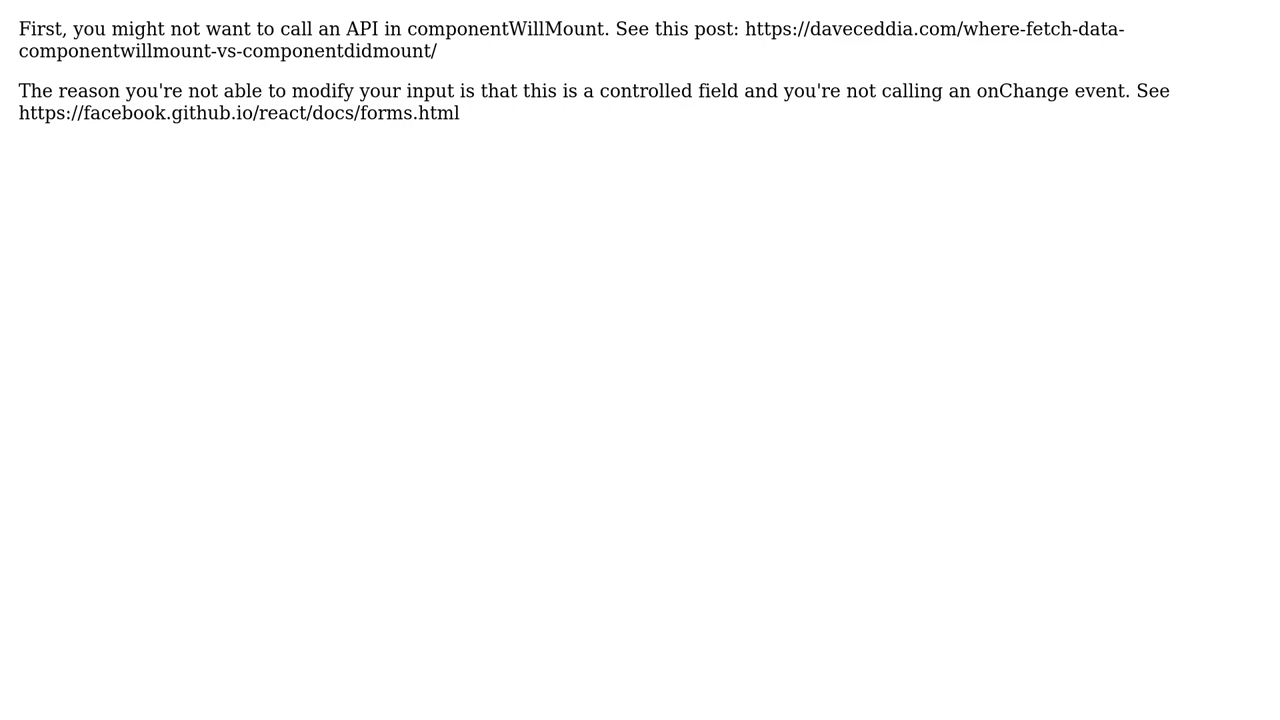 First, you might not want to call an API in componentWillMount. See this post: https://daveceddia.com/where-fetch-data-
componentwillmount-vs-componentdidmount/
The reason you're not able to modify your input is that this is a controlled field and you're not calling an onChange event. See
https://facebook.github.io/react/docs/forms.html